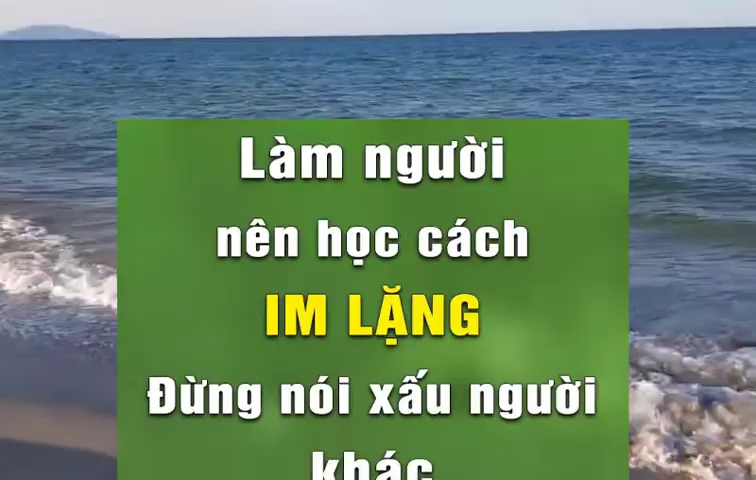 Làm người
nên học cách
IM LẶNG
Đừng nói xấu người
khác